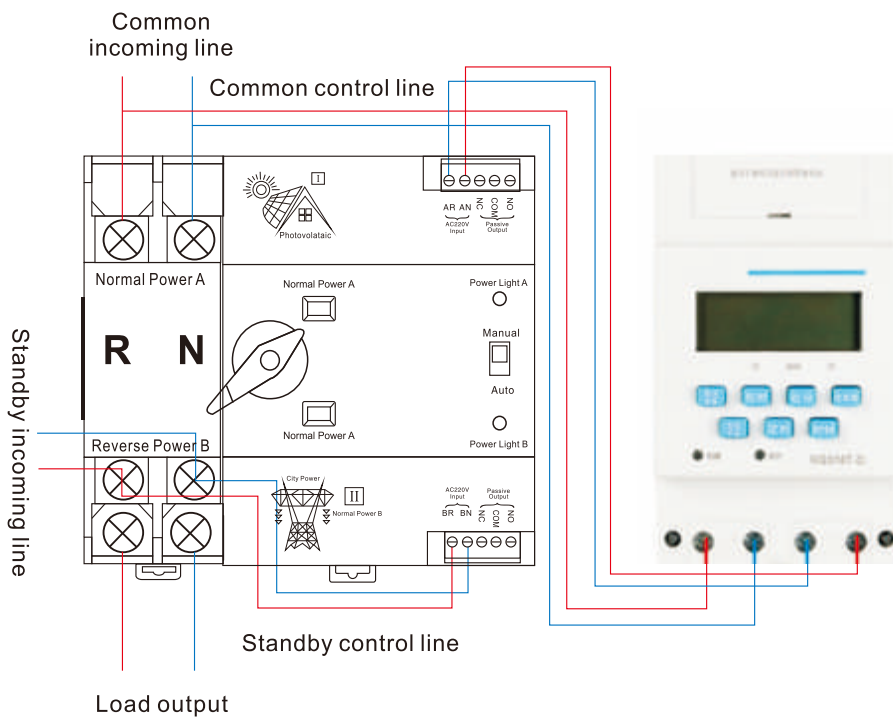 Common
incoming line
Common control line
I
Photovolataic
AR AN NC COM NO
AC220V
Input
Passive
Output
Normal Power A
Normal Power A
Power Light A
Manual
R N
Auto
Standby incoming line
Normal Power A
Reverse Power B
Power Light B
City Power
II
Normal Power B
AC220V
Input
Passive
Output
BR BN NC COM NO
Standby control line
Load output